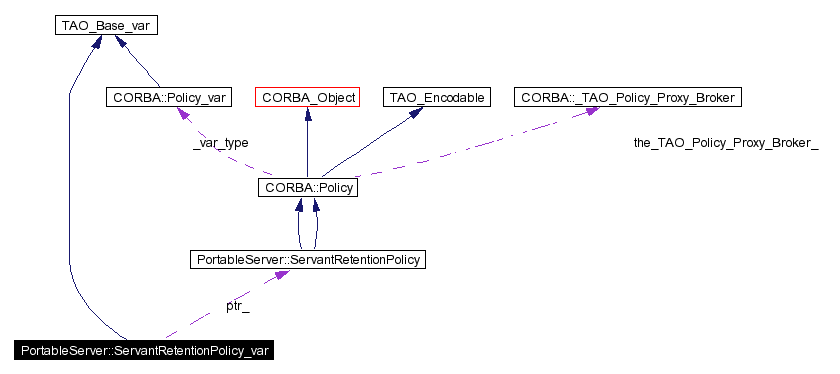 TAO_Base_var
CORBA::Policy_var
CORBA_Object
TAO_Encodable
CORBA::_TAO_Policy_Proxy_Broker
_var_type
the_TAO_Policy_Proxy_Broker_
CORBA::Policy
PortableServer::ServantRetentionPolicy
ptr_
PortableServer::ServantRetentionPolicy_var